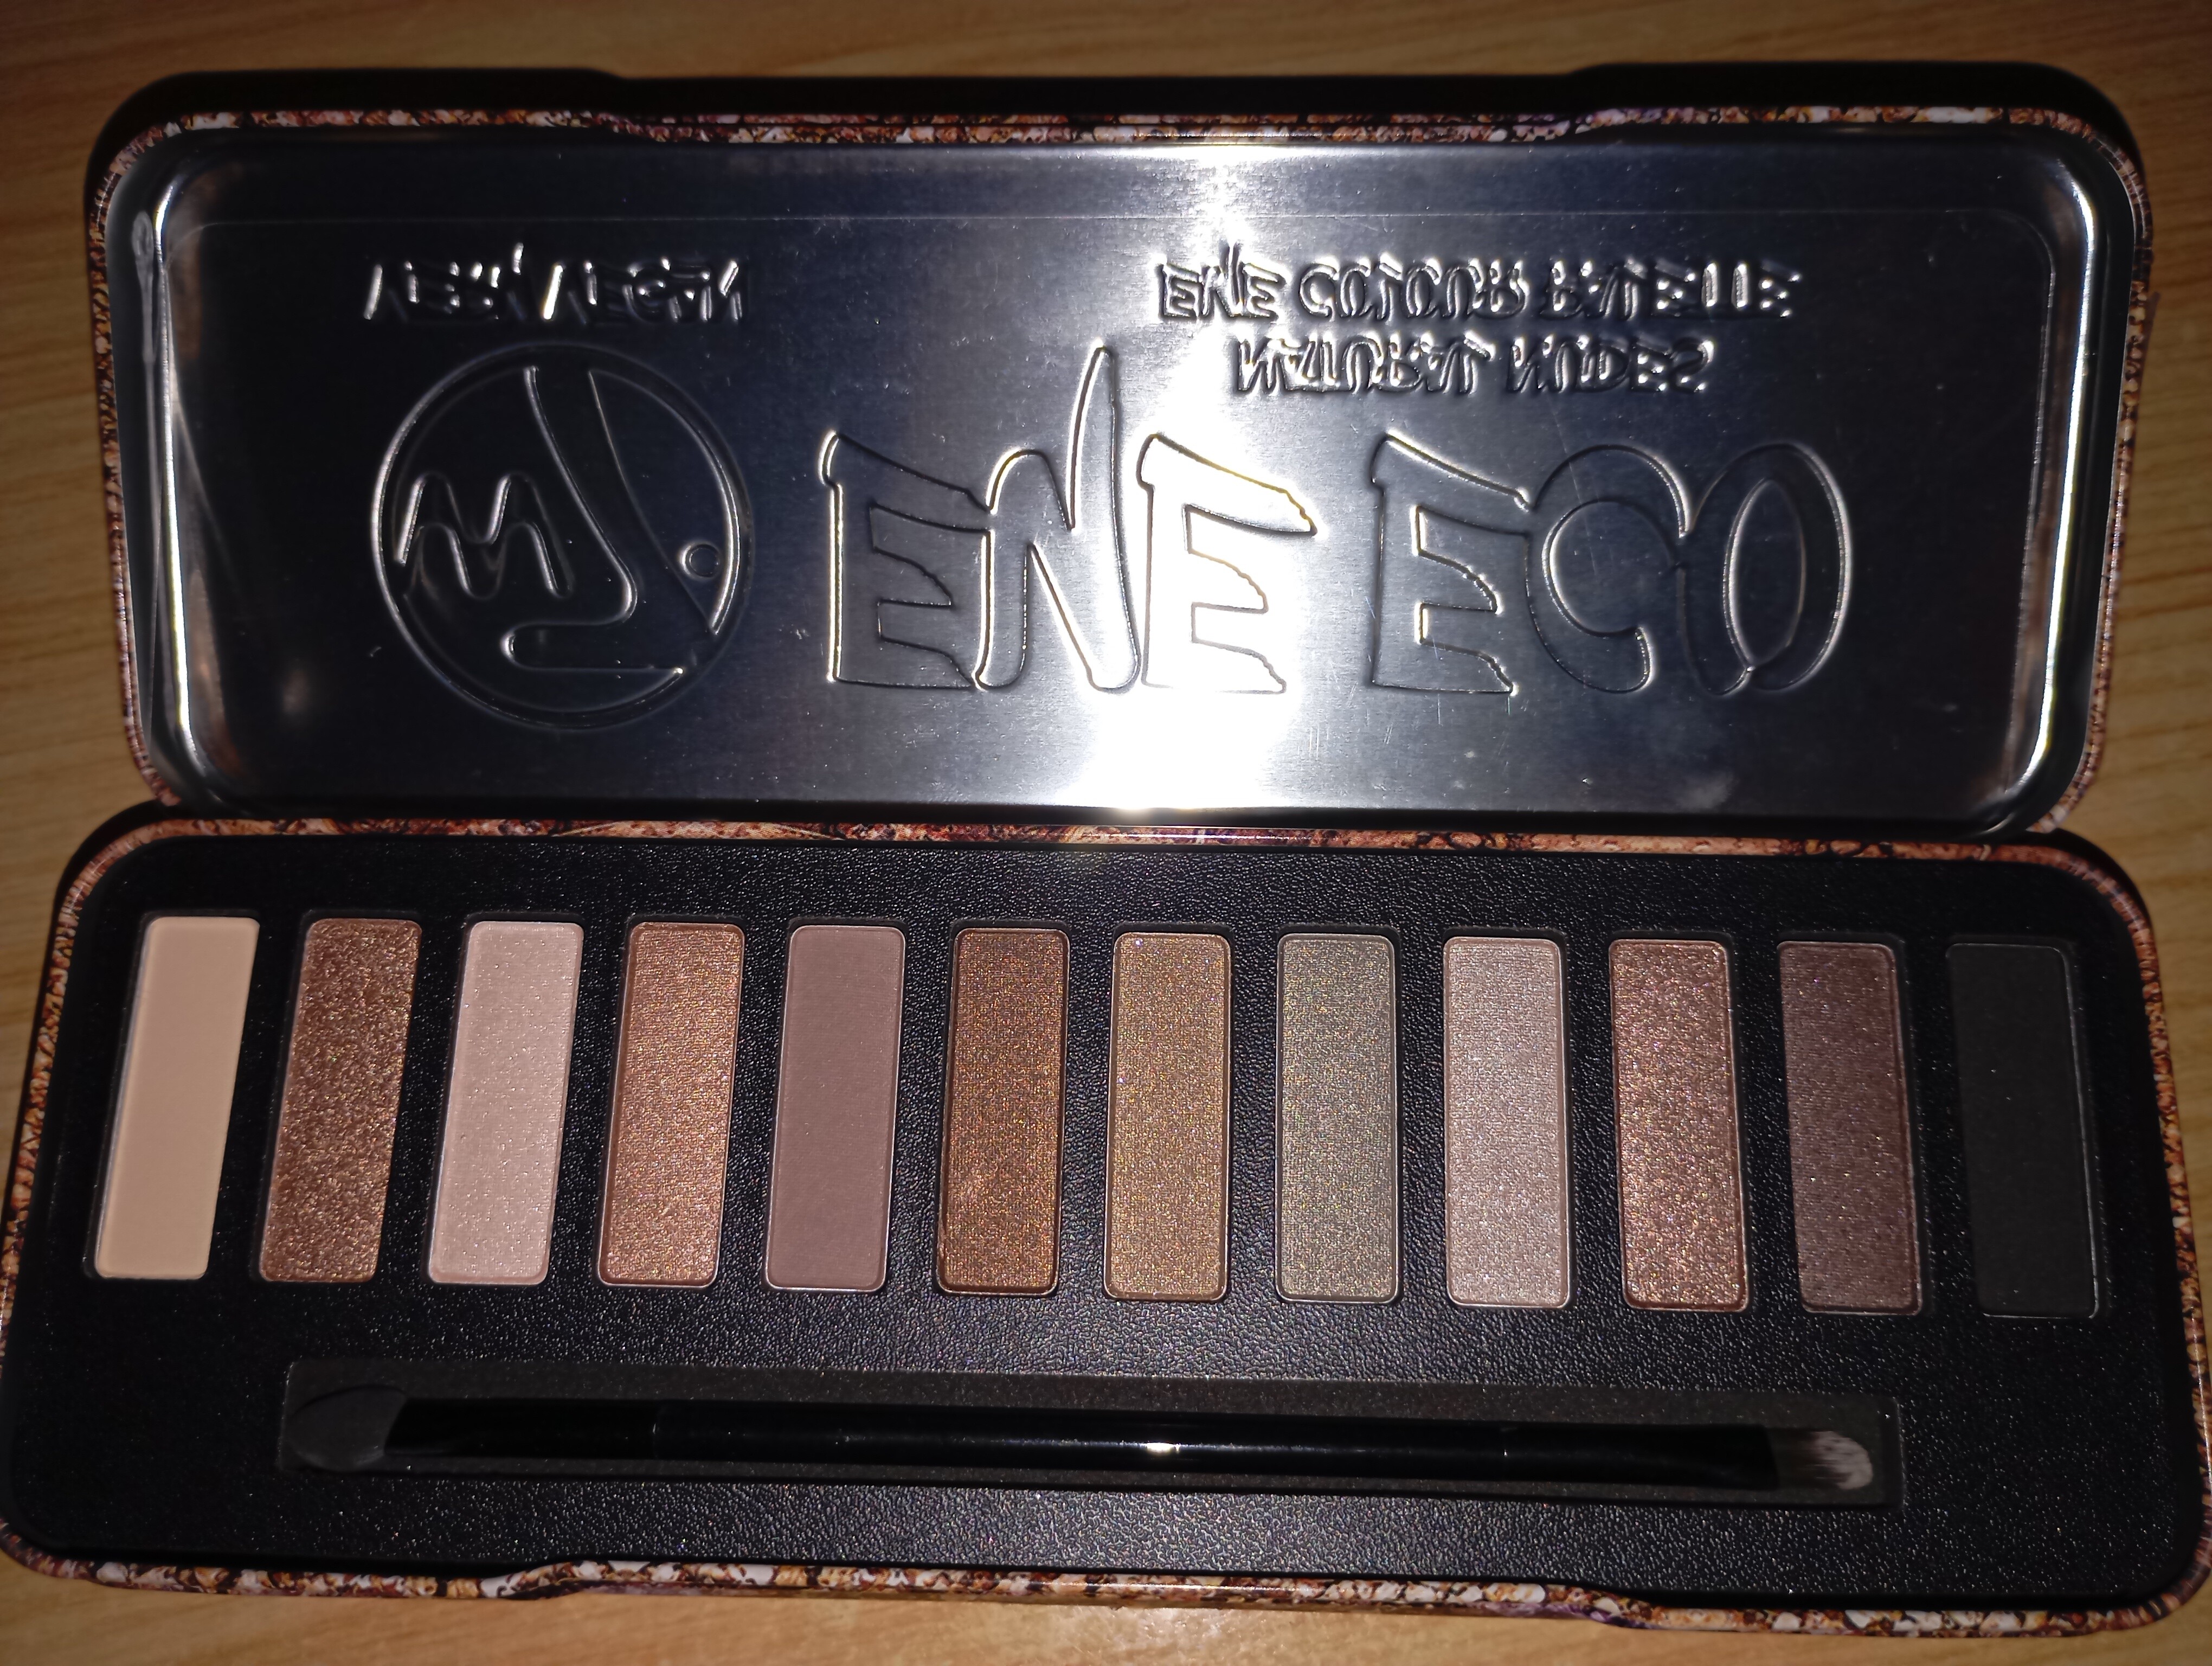 W7
EYE ECO
NATURAL NUDES
EYE COLOUR PALETTE
VERY VEGAN